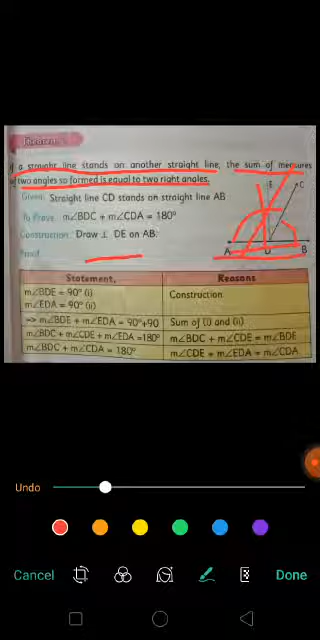 Theorem
If a straight line stands on another straight line, the sum of measures
of two angles so formed is equal to two right angles.
Given: Straight line CD stands on straight line AB
To Prove: m∠BDC + m∠CDA = 180°
Construction: Draw ⊥ DE on AB.
Proof
E C
A D B
Statement, Reasons
m∠BDE = 90° (i) Construction
m∠EDA = 90° (ii)
=> m∠BDE + m∠EDA = 90°+90 Sum of (i) and (ii)
m∠BDC + m∠CDE + m∠EDA =180° m∠BDC + m∠CDE = m∠BDE
m∠BDC + m∠CDA = 180° m∠CDE + m∠EDA = m∠CDA
Undo
Cancel Done